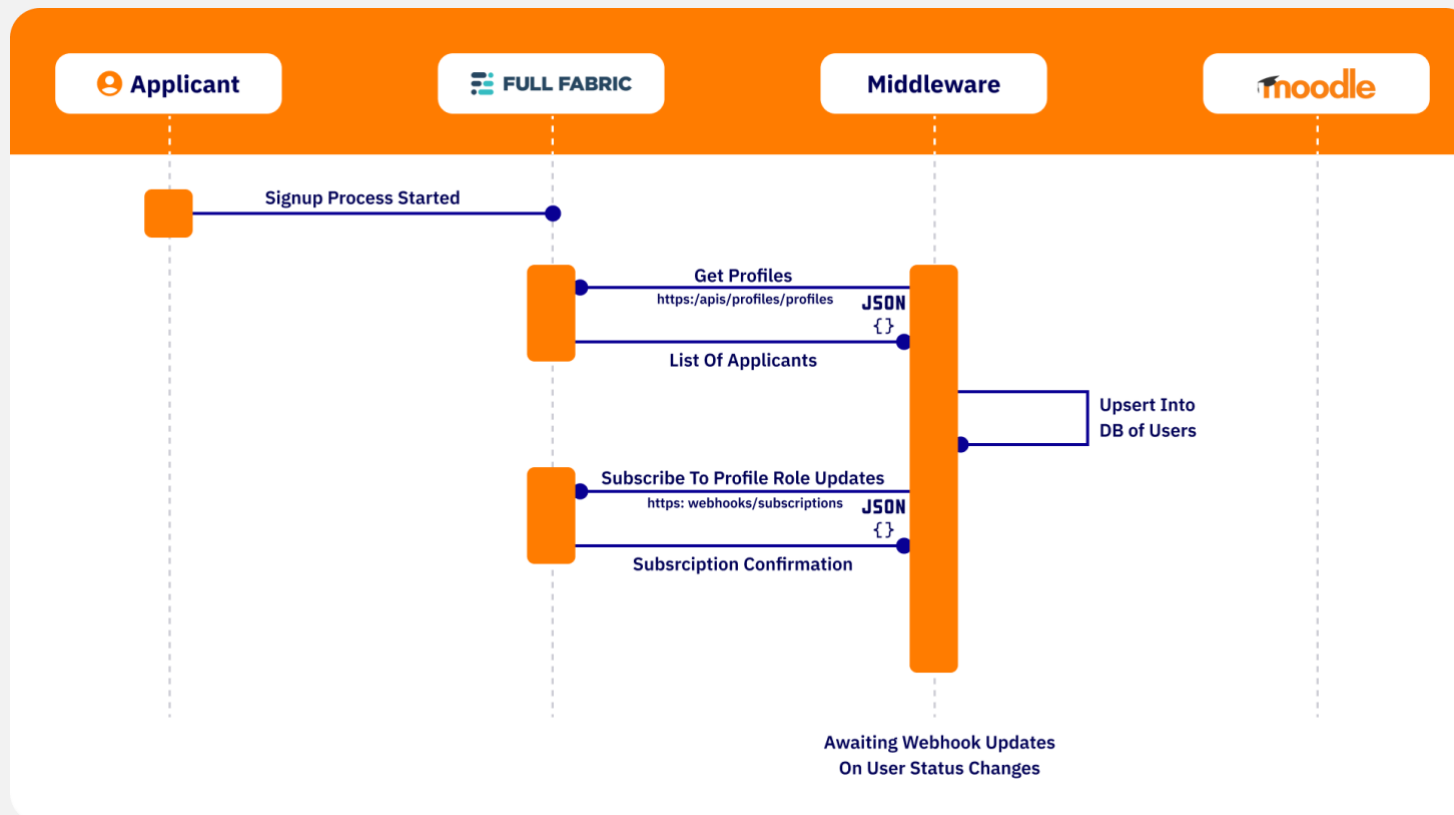 Applicant
FULL FABRIC
Middleware
moodle
Signup Process Started
Get Profiles
https:/apis/profiles/profiles
JSON
{}
List Of Applicants
Upsert Into
DB of Users
Subscribe To Profile Role Updates
https: webhooks/subscriptions
JSON
{}
Subsrciption Confirmation
Awaiting Webhook Updates
On User Status Changes